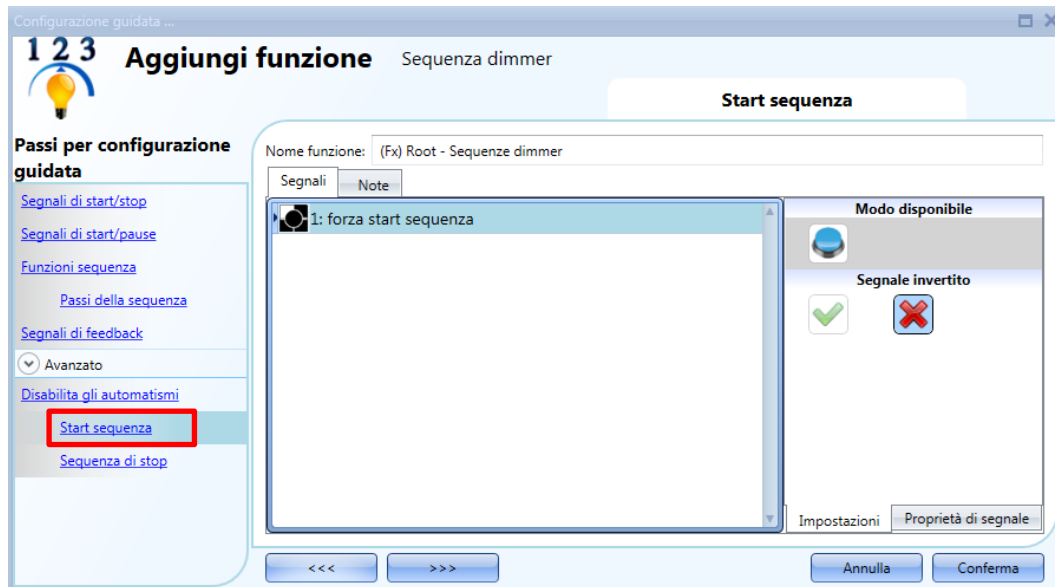 Configurazione guidata ...
1 2 3
Aggiungi funzione Sequenza dimmer
Start sequenza
Passi per configurazione guidata
Segnali di start/stop
Segnali di start/pause
Funzioni sequenza
Passi della sequenza
Segnali di feedback
Avanzato
Disabilita gli automatismi
Start sequenza
Sequenza di stop
Nome funzione: (Fx) Root - Sequenze dimmer
Segnali Note
1: forza start sequenza
Modo disponibile
Segnale invertito
Impostazioni Proprietà di segnale
<<< >>> Annulla Conferma